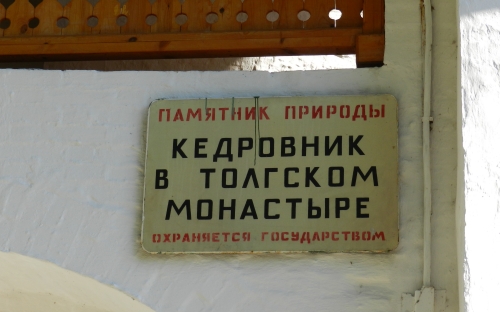 ПАМЯТНИК ПРИРОДЫ
КЕДРОВНИК
В ТОЛГСКОМ
МОНАСТЫРЕ
ОХРАНЯЕТСЯ ГОСУДАРСТВОМ